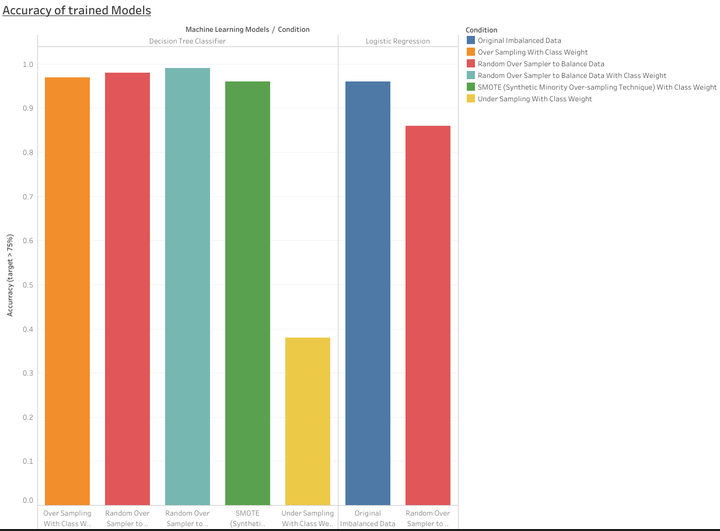 Accuracy of trained Models
Machine Learning Models / Condition
Decision Tree Classifier
Logistic Regression
Condition
Original Imbalanced Data
Over Sampling With Class Weight
Random Over Sampler to Balance Data
Random Over Sampler to Balance Data With Class Weight
SMOTE (Synthetic Minority Over-sampling Technique) With Class Weight
Under Sampling With Class Weight
1.0
0.9
0.8
0.7
0.6
0.5
0.4
0.3
0.2
0.1
0.0
Accurracy (target > 75%)
Over Sampling
With Class W..
Random Over
Sampler to ..
Random Over
Sampler to ..
SMOTE
(Syntheti..
Under Sampling
With Class We..
Original
Imbalanced Data
Random Over
Sampler to ..